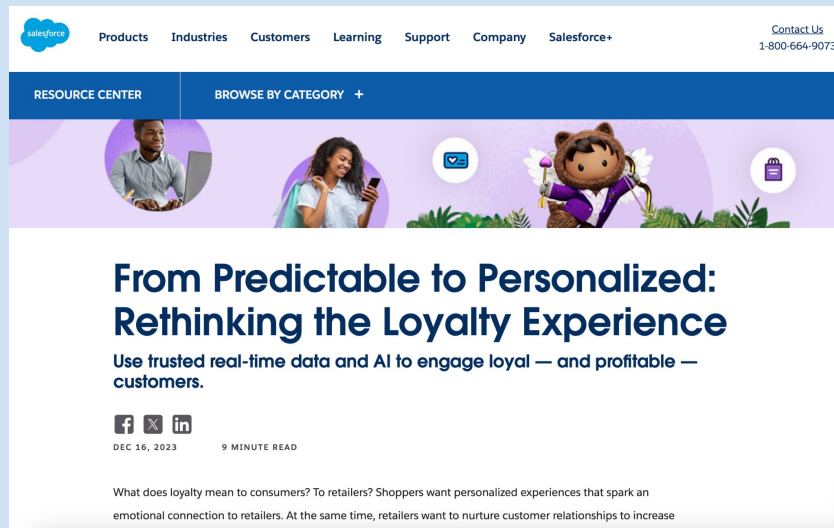 salesforce
Products Industries Customers Learning Support Company Salesforce+
Contact Us
1-800-664-9073
RESOURCE CENTER
BROWSE BY CATEGORY +
From Predictable to Personalized:
Rethinking the Loyalty Experience
Use trusted real-time data and AI to engage loyal — and profitable —
customers.
DEC 16, 2023 9 MINUTE READ
What does loyalty mean to consumers? To retailers? Shoppers want personalized experiences that spark an
emotional connection to retailers. At the same time, retailers want to nurture customer relationships to increase